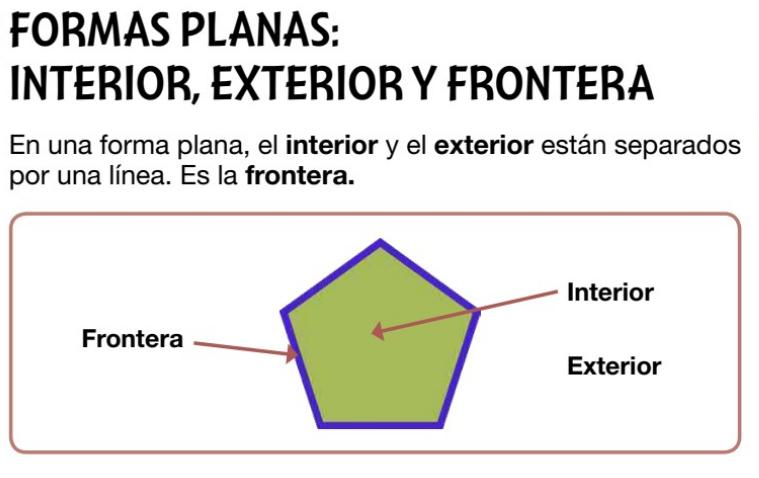 FORMAS PLANAS:
INTERIOR, EXTERIOR Y FRONTERA
En una forma plana, el interior y el exterior están separados
por una línea. Es la frontera.
Interior
Frontera
Exterior